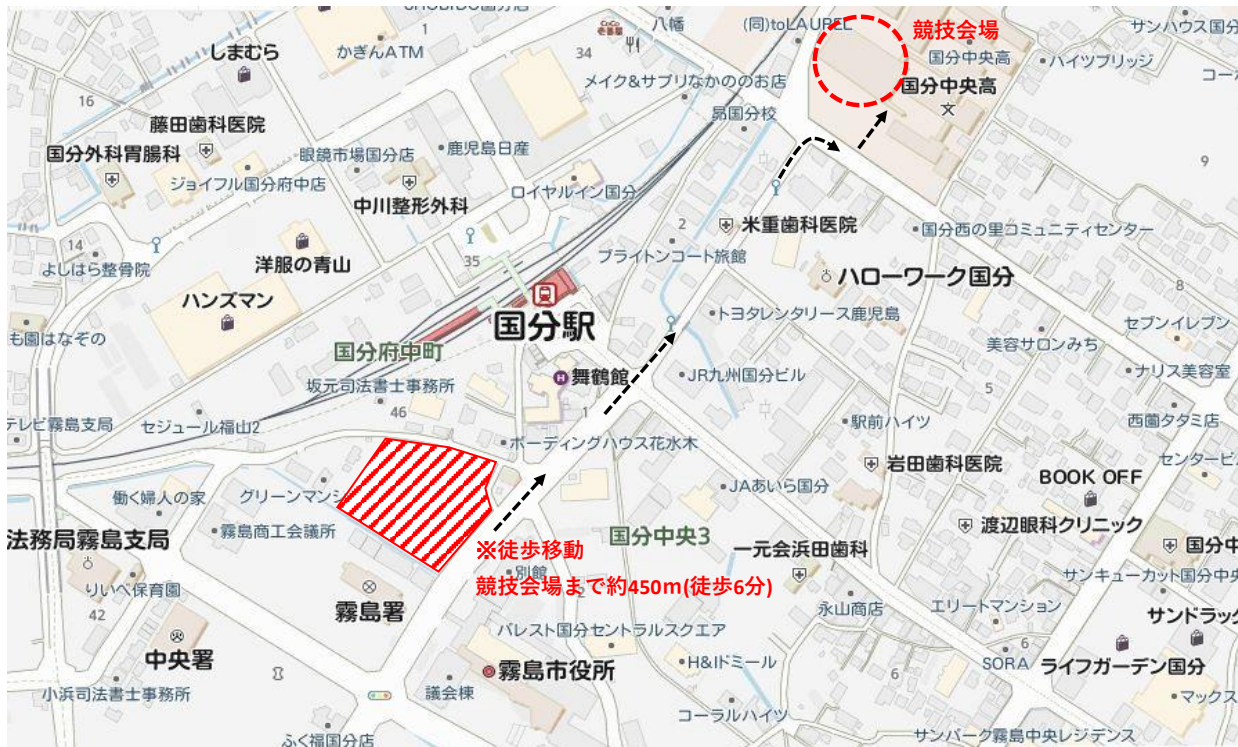 かぎんATM
しまむら
16
34
八幡
(同)toLAUREL
競技会場
国分中央高
国分中央高
ハイツブリッジ
メイク&サプリなかののお店
昴国分校
藤田歯科医院
国分外科胃腸科
眼鏡市場国分店
鹿児島日産
ジョイフル国分府中店
中川整形外科
ロイヤルイン国分
9
2
米重歯科医院
国分西の里コミュニティセンター
14
よしはら整骨院
洋服の青山
35
ブライトンコート旅館
ハローワーク国分
8
ハンズマン
国分駅
トヨタレンタリース鹿児島
セブンイレブン
も園はなぞの
国分府中町
美容サロンみち
坂元司法書士事務所
舞鶴館
JR九州国分ビル
5
ナリス美容室
46
1
テレビ霧島支局
セジュール福山2
ボーディングハウス花水木
駅前ハイツ
西薗タタミ店
岩田歯科医院
BOOK OFF
働く婦人の家
グリーンマンシ
JAあいら国分
霧島商工会議所
国分中央3
渡辺眼科クリニック
法務局霧島支局
※徒歩移動
一元会浜田歯科
国分中
りいべ保育園
別館
競技会場まで約450m(徒歩6分)
サンキューカット国分中央
42
霧島署
2
永山商店
エリートマンション
サンドラッグ
中央署
パレスト国分セントラルスクエア
6
小浜司法書士事務所
霧島市役所
H&Iドミール
SORA
ライフガーデン国分
議会棟
6
マックス
コーラルハイツ
ふく福国分店
サンパーク霧島中央レジデンス